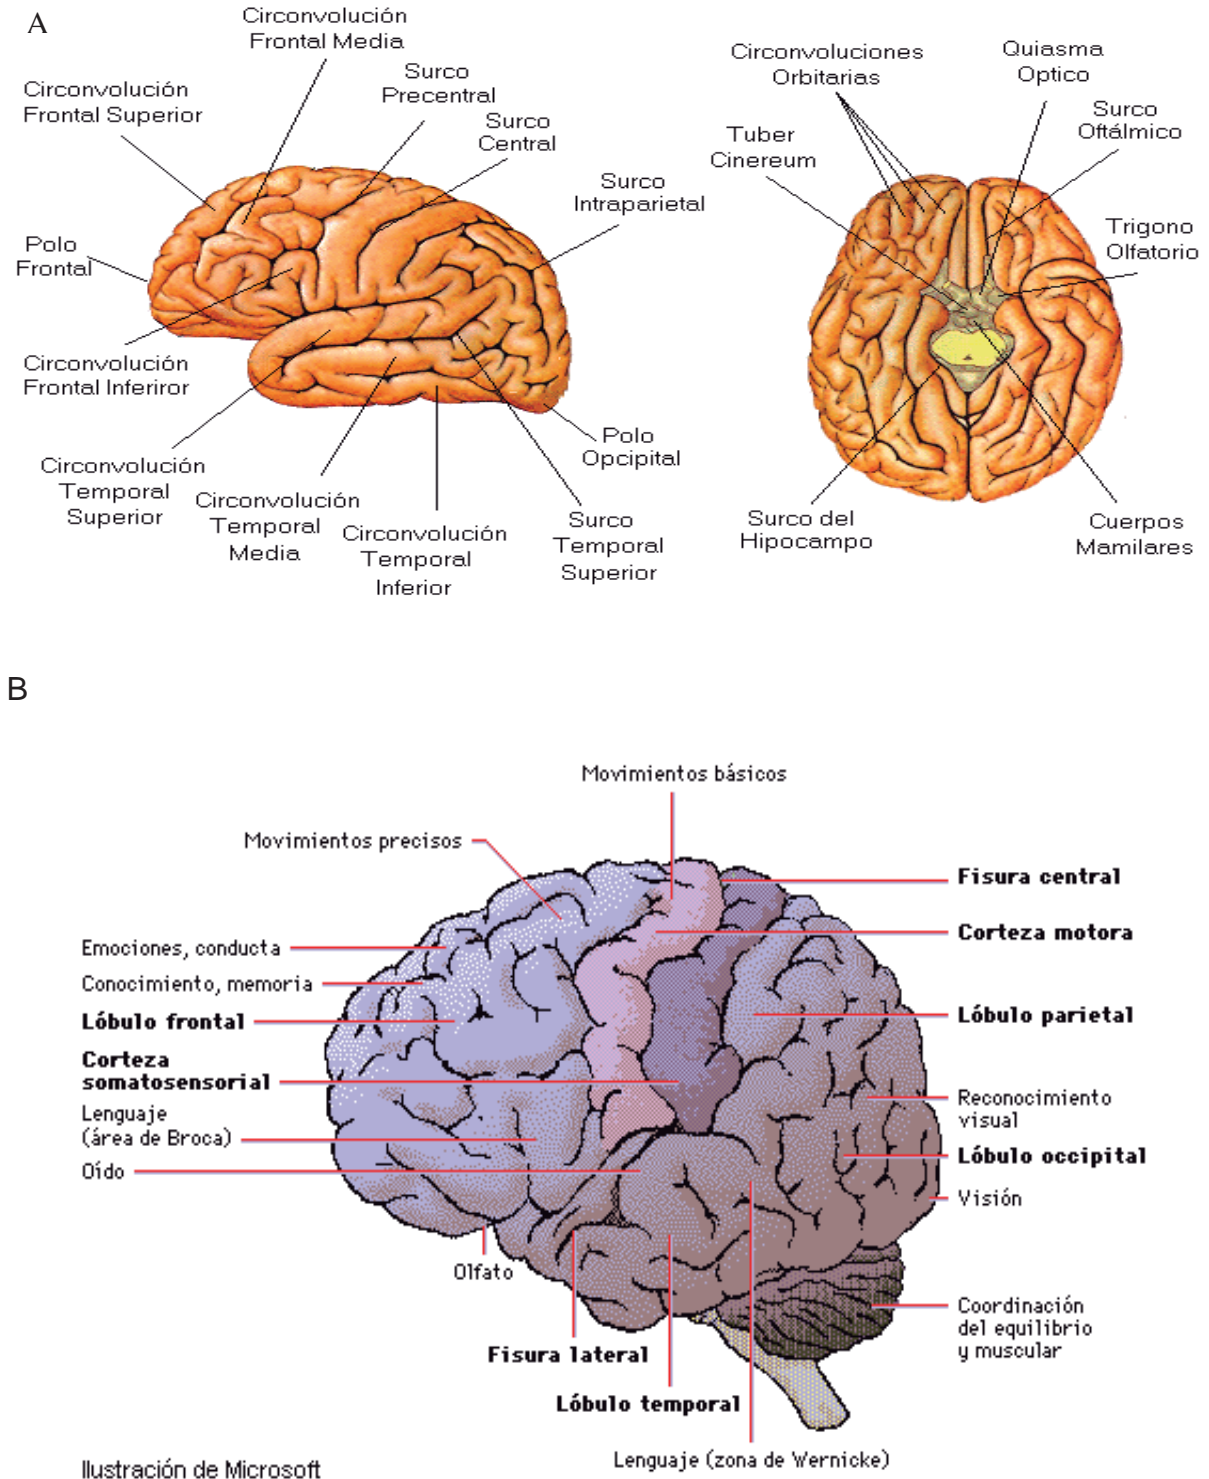 A
Circonvolución
Frontal Media
Surco
Precentral
Circonvolución
Frontal Superior
Surco
Central
Surco
Intraparietal
Polo
Frontal
Circonvolución
Frontal Inferiror
Circonvolución
Temporal
Superior
Circonvolución
Temporal
Media
Circonvolución
Temporal
Inferior
Surco
Temporal
Superior
Polo
Opcipital
Circonvoluciones
Orbitarias
Quiasma
Optico
Surco
Oftálmico
Tuber
Cinereum
Trigono
Olfatorio
Surco del
Hipocampo
Cuerpos
Mamilares
B
Movimientos básicos
Movimientos precisos
Fisura central
Corteza motora
Emociones, conducta
Conocimiento, memoria
Lóbulo frontal
Lóbulo parietal
Corteza
somatosensorial
Lenguaje
(área de Broca)
Oído
Reconocimiento
visual
Lóbulo occipital
Visión
Olfato
Coordinación
del equilibrio
y muscular
Fisura lateral
Lóbulo temporal
Lenguaje (zona de Wernicke)
Ilustración de Microsoft